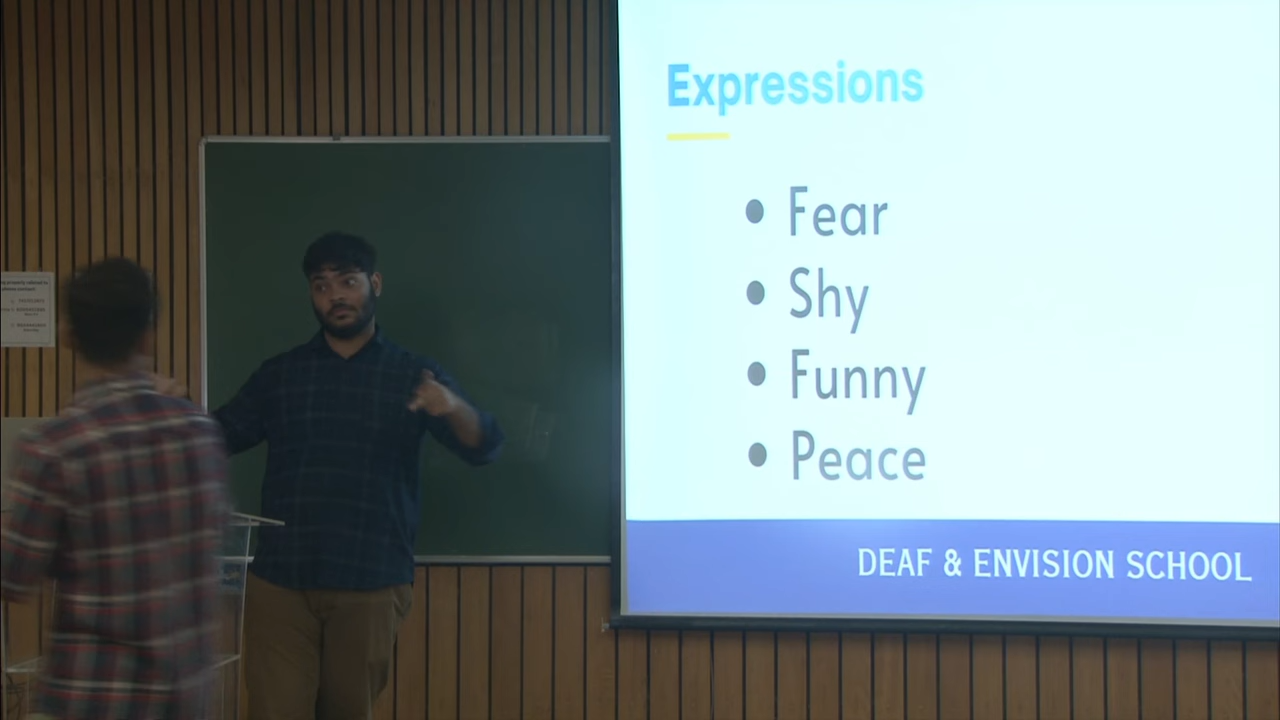 Expressions
• Fear
• Shy
• Funny
• Peace
DEAF & ENVISION SCHOOL